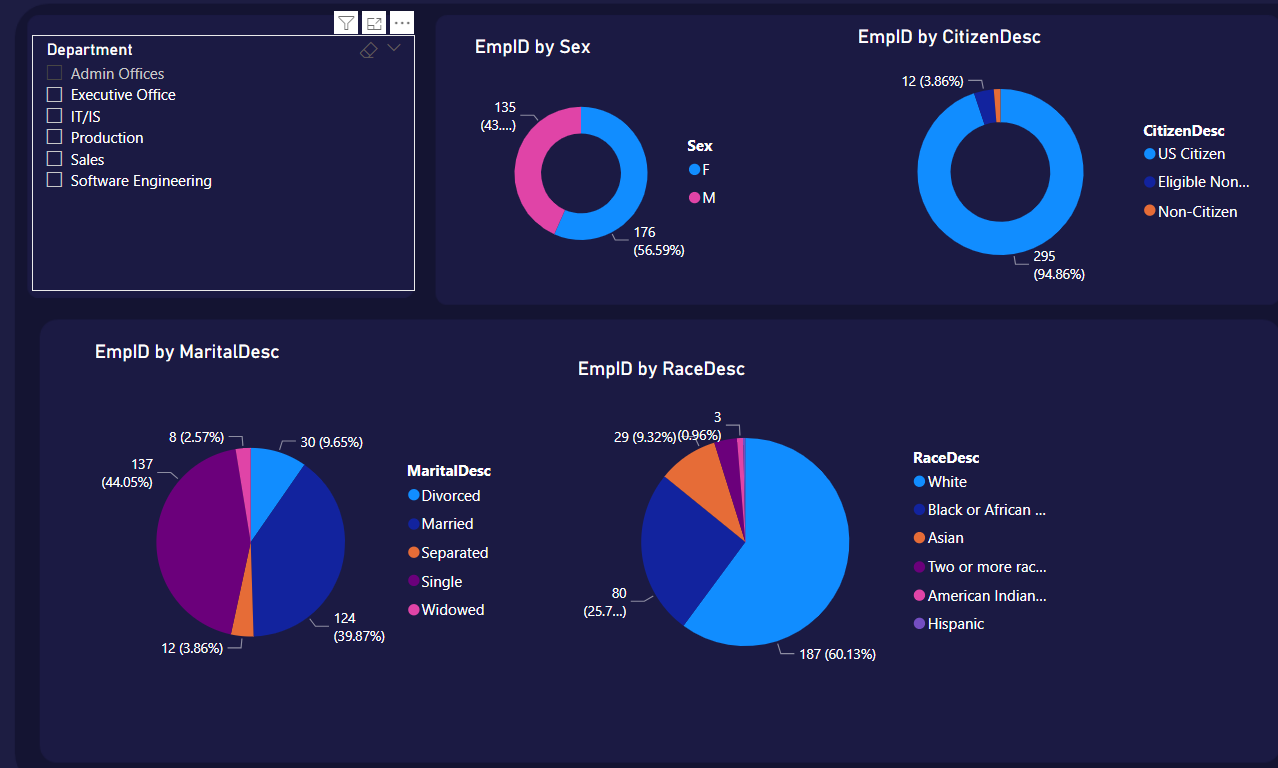 Department
Admin Offices
Executive Office
IT/IS
Production
Sales
Software Engineering
EmpID by Sex
135
(43....)
176
(56.59%)
Sex
F
M
EmpID by CitizenDesc
12 (3.86%)
295
(94.86%)
CitizenDesc
US Citizen
Eligible Non...
Non-Citizen
EmpID by MaritalDesc
8 (2.57%)
30 (9.65%)
137
(44.05%)
124
(39.87%)
12 (3.86%)
MaritalDesc
Divorced
Married
Separated
Single
Widowed
EmpID by RaceDesc
3
(0.96%)
29 (9.32%)
80
(25.7...)
187 (60.13%)
RaceDesc
White
Black or African ...
Asian
Two or more rac...
American Indian...
Hispanic